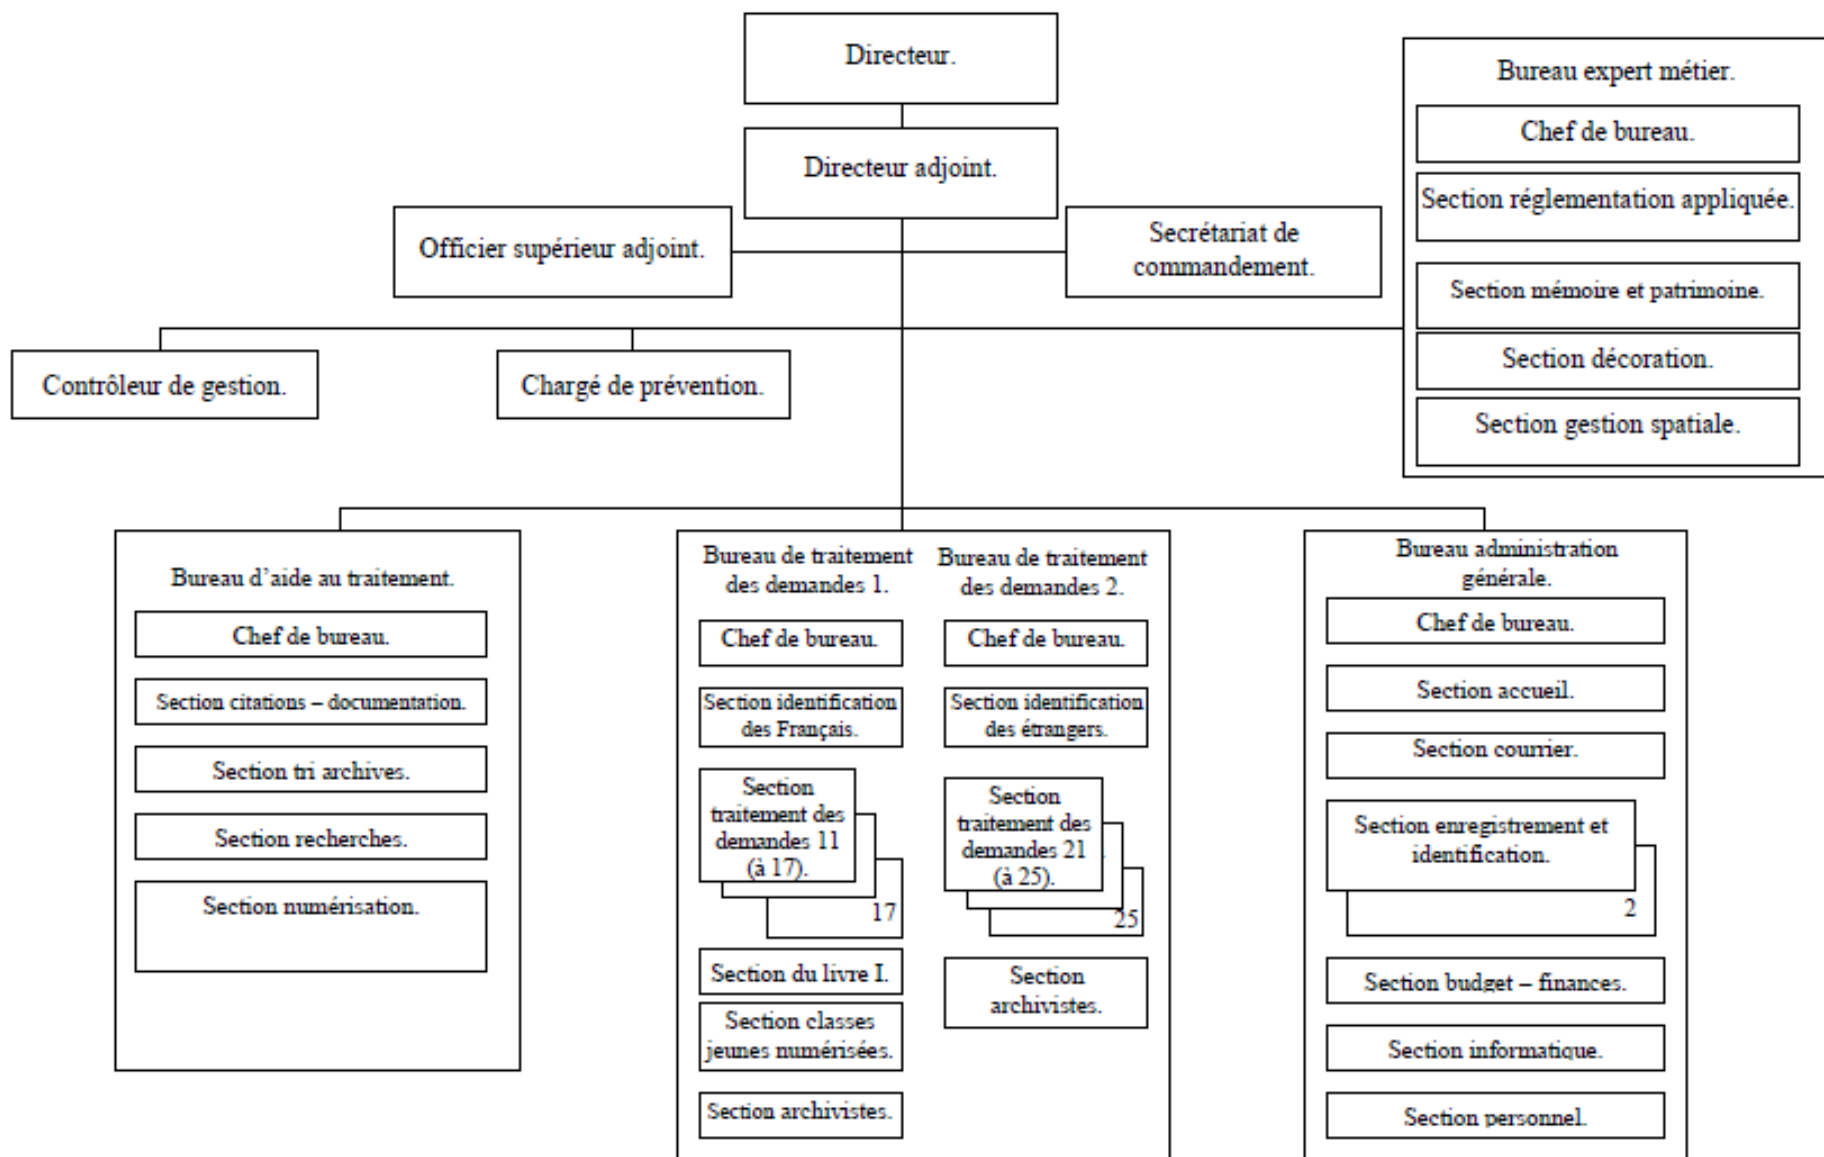 Directeur.
Directeur adjoint.
Officier supérieur adjoint.
Secrétariat de
commandement.
Contrôleur de gestion.
Chargé de prévention.
Bureau expert métier.
Chef de bureau.
Section réglementation appliquée.
Section mémoire et patrimoine.
Section décoration.
Section gestion spatiale.
Bureau d’aide au traitement.
Chef de bureau.
Section citations – documentation.
Section tri archives.
Section recherches.
Section numérisation.
Bureau de traitement
des demandes 1.
Chef de bureau.
Section identification
des Français.
Section
traitement des
demandes 11
(à 17).
17
Section du livre I.
Section classes
jeunes numérisées.
Section archivistes.
Bureau de traitement
des demandes 2.
Chef de bureau.
Section identification
des étrangers.
Section
traitement des
demandes 21
(à 25).
25
Section
archivistes.
Bureau administration
générale.
Chef de bureau.
Section accueil.
Section courrier.
Section enregistrement et
identification.
2
Section budget – finances.
Section informatique.
Section personnel.